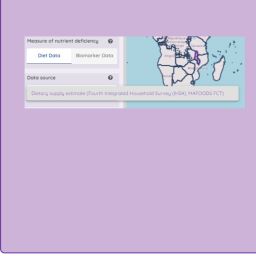 Measure of nutrient deficiency
Diet Data Biomarker Data
Data source
Dietary supply estimate (Fourth Integrated Household Survey (IHS4), MAFOODS FCT)